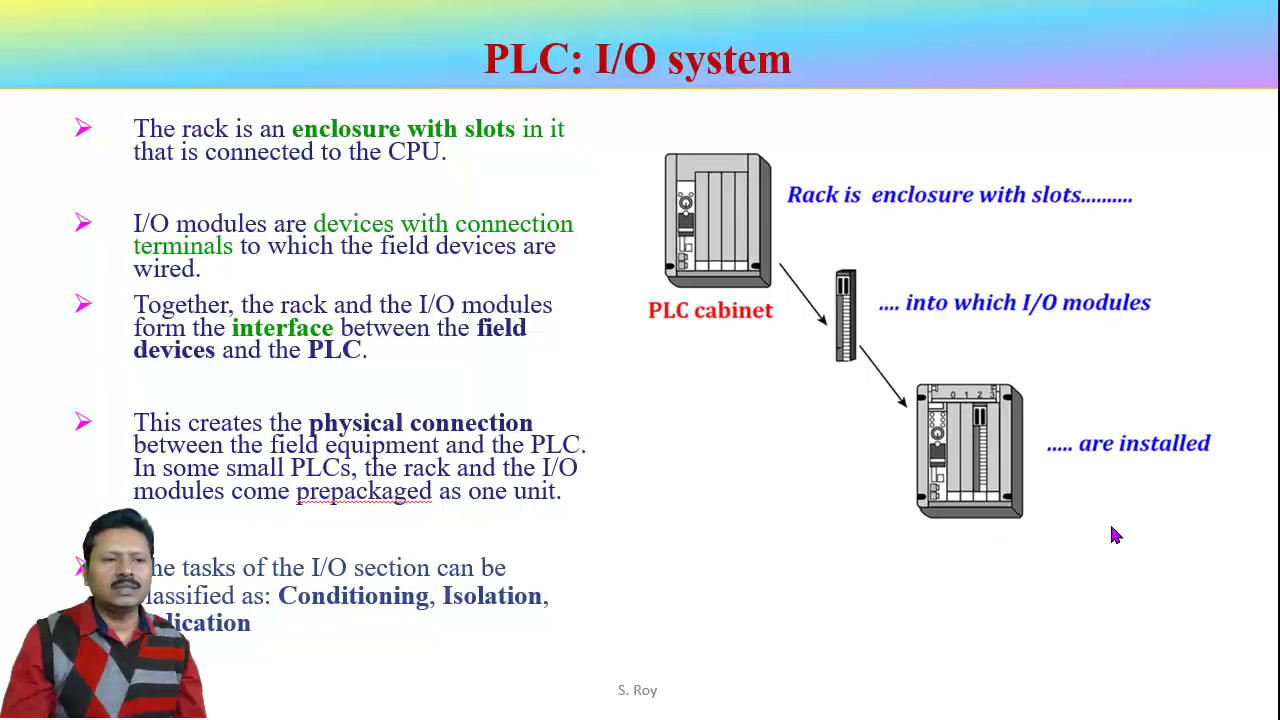 PLC: I/O system
The rack is an enclosure with slots in it
that is connected to the CPU.
I/O modules are devices with connection
terminals to which the field devices are
wired.
Together, the rack and the I/O modules
form the interface between the field
devices and the PLC.
This creates the physical connection
between the field equipment and the PLC.
In some small PLCs, the rack and the I/O
modules come prepackaged as one unit.
tasks of the I/O section can be
as: Conditioning, Isolation,
Rack is enclosure with slots..........
PLC cabinet
.... into which I/O modules
0 1 2 3
..... are installed
S. Roy